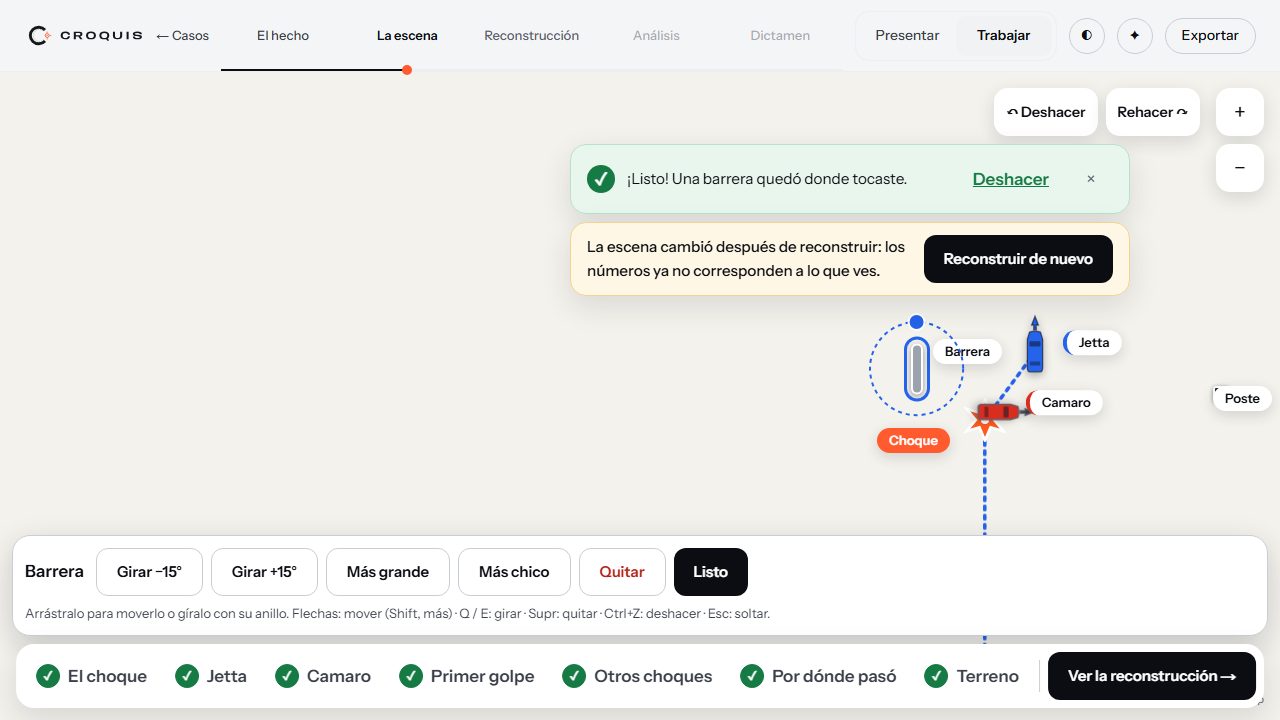 CROQUIS
← Casos
El hecho
La escena
Reconstrucción
Análisis
Dictamen
Presentar
Trabajar
Exportar
Deshacer
Rehacer
+
−
¡Listo! Una barrera quedó donde tocaste.
Deshacer
×
La escena cambió después de reconstruir: los
números ya no corresponden a lo que ves.
Reconstruir de nuevo
Barrera
Jetta
Camaro
Poste
Choque
Barrera
Girar −15°
Girar +15°
Más grande
Más chico
Quitar
Listo
Arrástralo para moverlo o gíralo con su anillo. Flechas: mover (Shift, más) · Q / E: girar · Supr: quitar · Ctrl+Z: deshacer · Esc: soltar.
El choque
Jetta
Camaro
Primer golpe
Otros choques
Por dónde pasó
Terreno
Ver la reconstrucción →